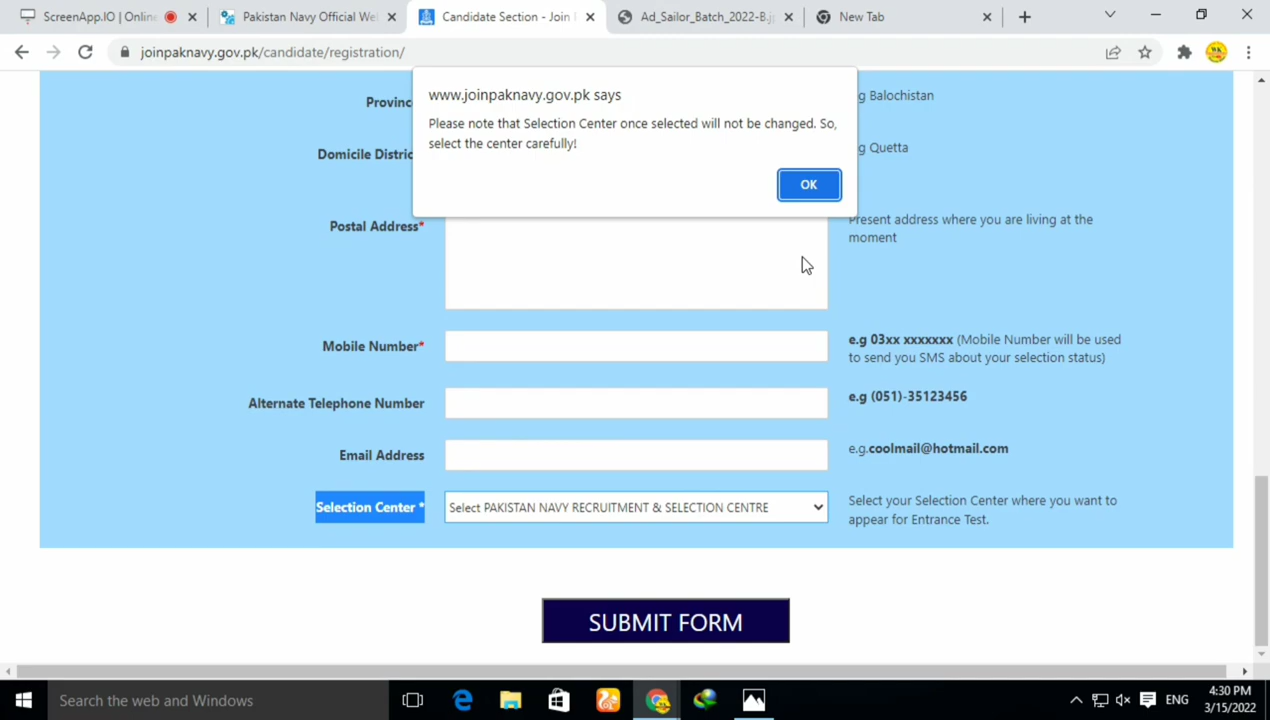 ScreenApp.IO | Online
Pakistan Navy Official We
Candidate Section - Join
Ad_Sailor_Batch_2022-B.j
New Tab
joinpaknavy.gov.pk/candidate/registration/
www.joinpaknavy.gov.pk says
Please note that Selection Center once selected will not be changed. So,
select the center carefully!
OK
Provinc
g Balochistan
Domicile Distric
g Quetta
Postal Address*
Present address where you are living at the
moment
Mobile Number*
e.g 03xx xxxxxxx (Mobile Number will be used
to send you SMS about your selection status)
Alternate Telephone Number
e.g (051)-35123456
Email Address
e.g.coolmail@hotmail.com
Selection Center *
Select PAKISTAN NAVY RECRUITMENT & SELECTION CENTRE
Select your Selection Center where you want to
appear for Entrance Test.
SUBMIT FORM
Search the web and Windows
ENG
4:30 PM
3/15/2022